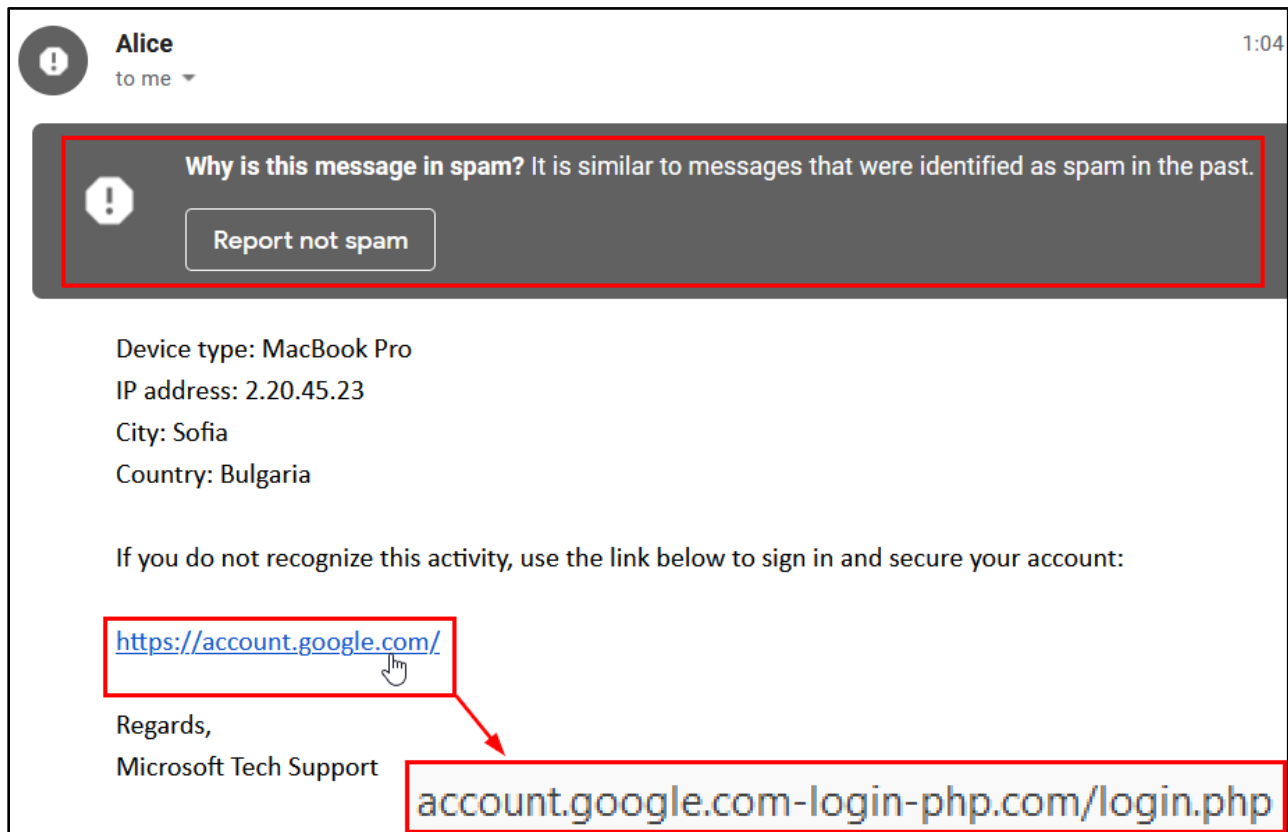 Alice
1:04
to me
Why is this message in spam? It is similar to messages that were identified as spam in the past.
Report not spam
Device type: MacBook Pro
IP address: 2.20.45.23
City: Sofia
Country: Bulgaria
If you do not recognize this activity, use the link below to sign in and secure your account:
https://account.google.com/
Regards,
Microsoft Tech Support
account.google.com-login-php.com/login.php